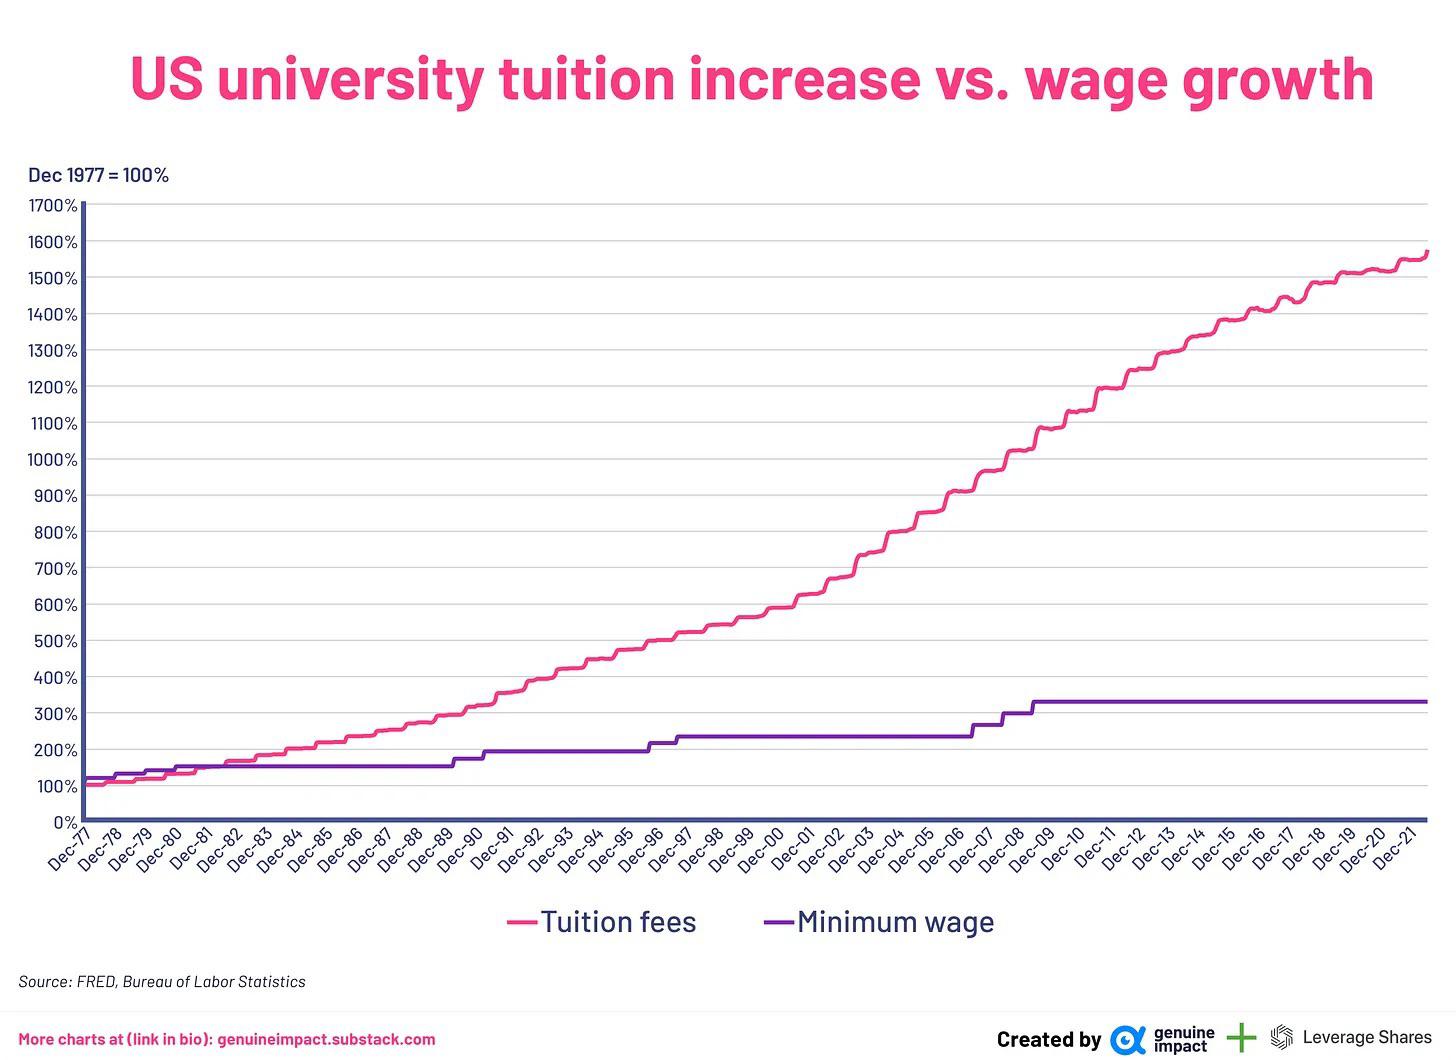 US university tuition increase vs. wage growth
Dec 1977 = 100%
1700%
1600%
1500%
1400%
1300%
1200%
1100%
1000%
900%
800%
700%
600%
500%
400%
300%
200%
100%
0%
Dec-77
Dec-78
Dec-79
Dec-80
Dec-81
Dec-82
Dec-83
Dec-84
Dec-85
Dec-86
Dec-87
Dec-88
Dec-89
Dec-90
Dec-91
Dec-92
Dec-93
Dec-94
Dec-95
Dec-96
Dec-97
Dec-98
Dec-99
Dec-00
Dec-01
Dec-02
Dec-03
Dec-04
Dec-05
Dec-06
Dec-07
Dec-08
Dec-09
Dec-10
Dec-11
Dec-12
Dec-13
Dec-14
Dec-15
Dec-16
Dec-17
Dec-18
Dec-19
Dec-20
Dec-21
Tuition fees
Minimum wage
Source: FRED, Bureau of Labor Statistics
More charts at (link in bio): genuineimpact.substack.com
Created by
genuine
impact
Leverage Shares